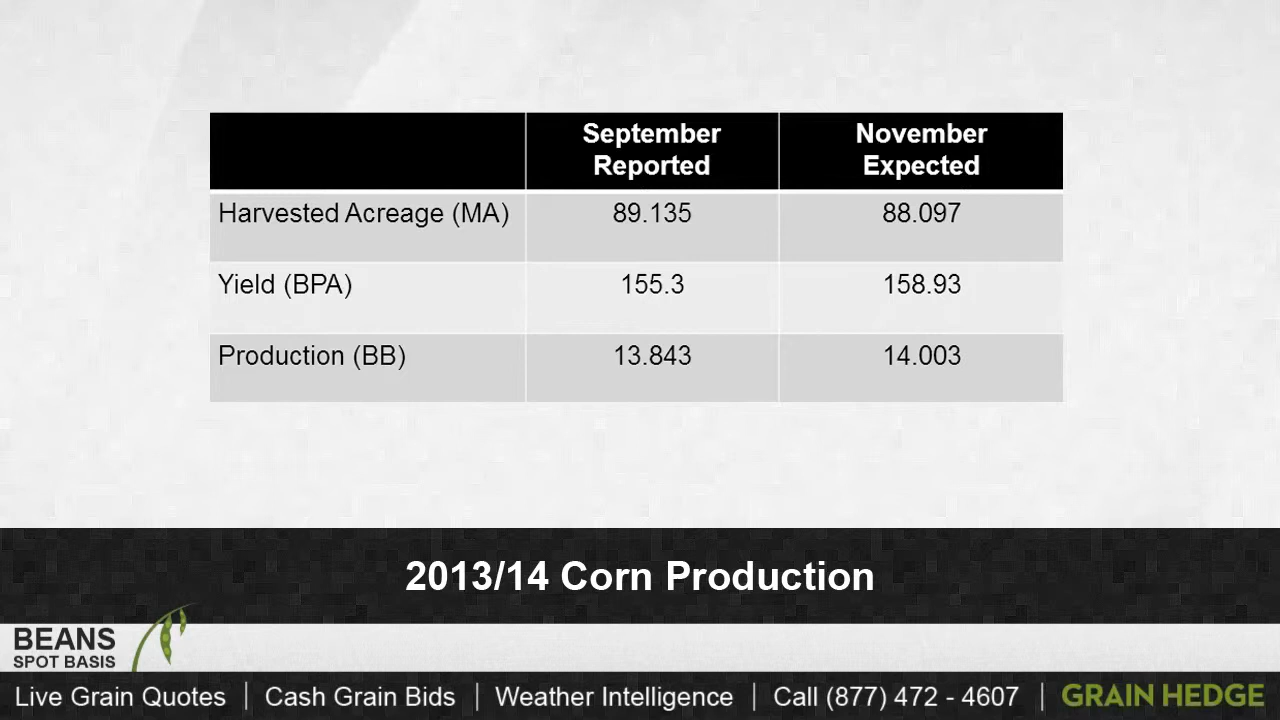 September Reported
November Expected
Harvested Acreage (MA) 89.135 88.097
Yield (BPA) 155.3 158.93
Production (BB) 13.843 14.003
2013/14 Corn Production
BEANS
SPOT BASIS
Live Grain Quotes | Cash Grain Bids | Weather Intelligence | Call (877) 472 - 4607 | GRAIN HEDGE